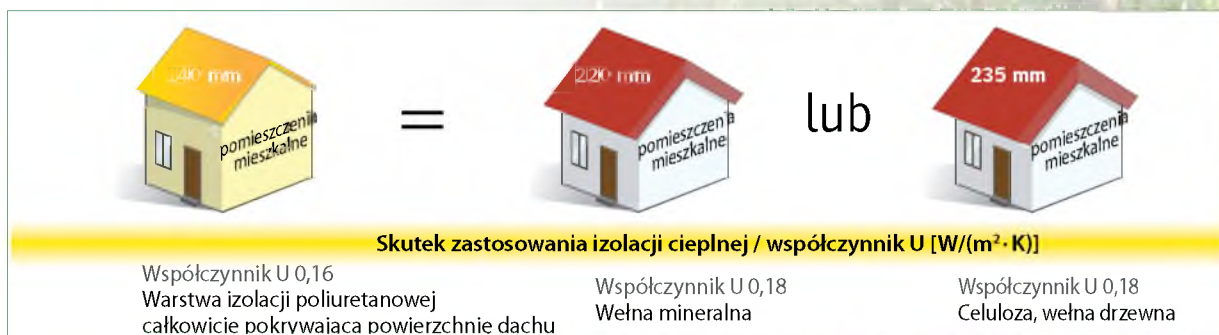 140 mm
220 mm
235 mm
pomieszczenia
mieszkalne
=
pomieszczenia
mieszkalne
lub
pomieszczenia
mieszkalne
Skutek zastosowania izolacji cieplnej / współczynnik U [W/(m²·K)]
Współczynnik U 0,16
Warstwa izolacji poliuretanowej
całkowicie pokrywająca powierzchnie dachu
Współczynnik U 0,18
Wełna mineralna
Współczynnik U 0,18
Celuloza, wełna drzewna